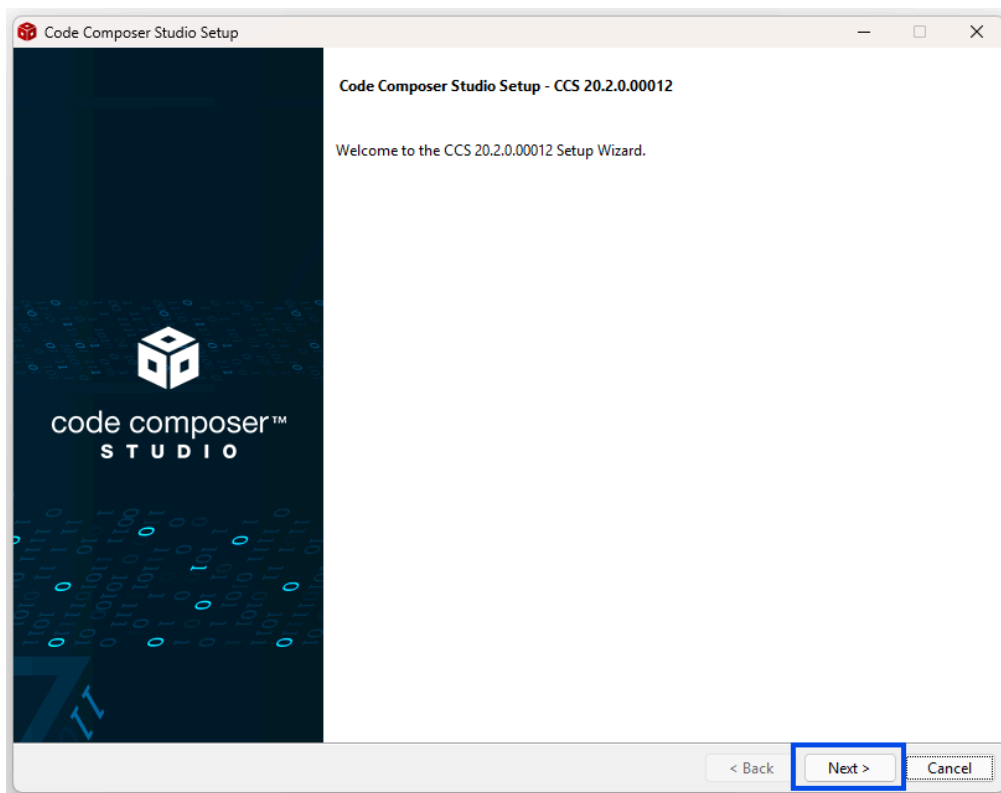 Code Composer Studio Setup
Code Composer Studio Setup - CCS 20.2.0.00012
Welcome to the CCS 20.2.0.00012 Setup Wizard.
code composer™
STUDIO
< Back
Next >
Cancel